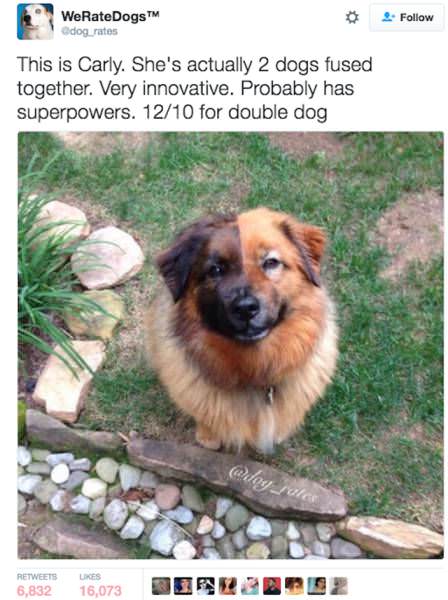 WeRateDogs™
Follow
@dog_rates
This is Carly. She's actually 2 dogs fused
together. Very innovative. Probably has
superpowers. 12/10 for double dog
@dog_rates
RETWEETS LIKES
6,832 16,073